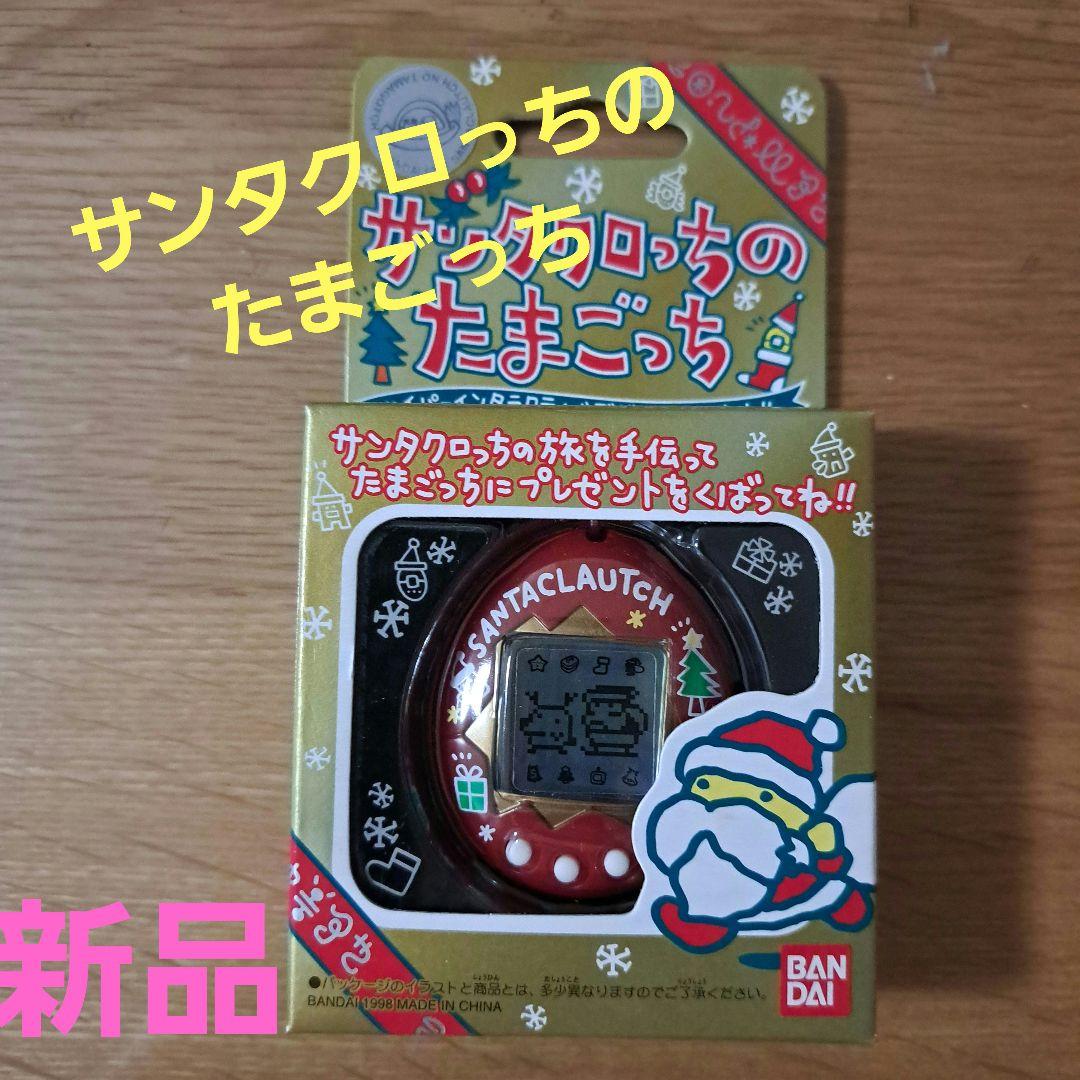 サンタクロっちの
たまごっち
サンタクロっちの
たまごっち
サンタクロっちの旅を手伝って
たまごっちにプレゼントをくばってね!!
SANTACLAUTCH
新品
●パッケージのイラストと商品とは、多少異なりますのでご了承ください。
BANDAI 1998 MADE IN CHINA
BAN
DAI